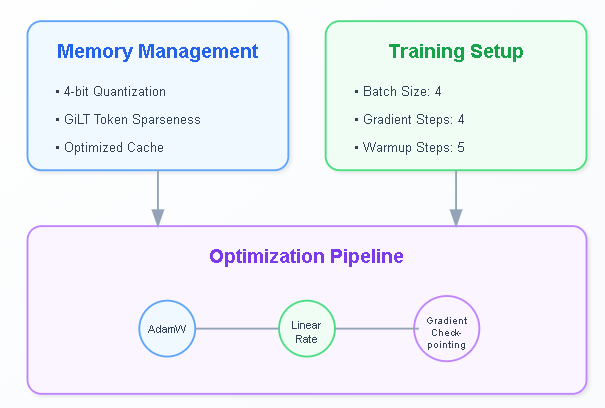 Memory Management
• 4-bit Quantization
• GiLT Token Sparseness
• Optimized Cache
Training Setup
• Batch Size: 4
• Gradient Steps: 4
• Warmup Steps: 5
Optimization Pipeline
AdamW
Linear
Rate
Gradient
Check-
pointing